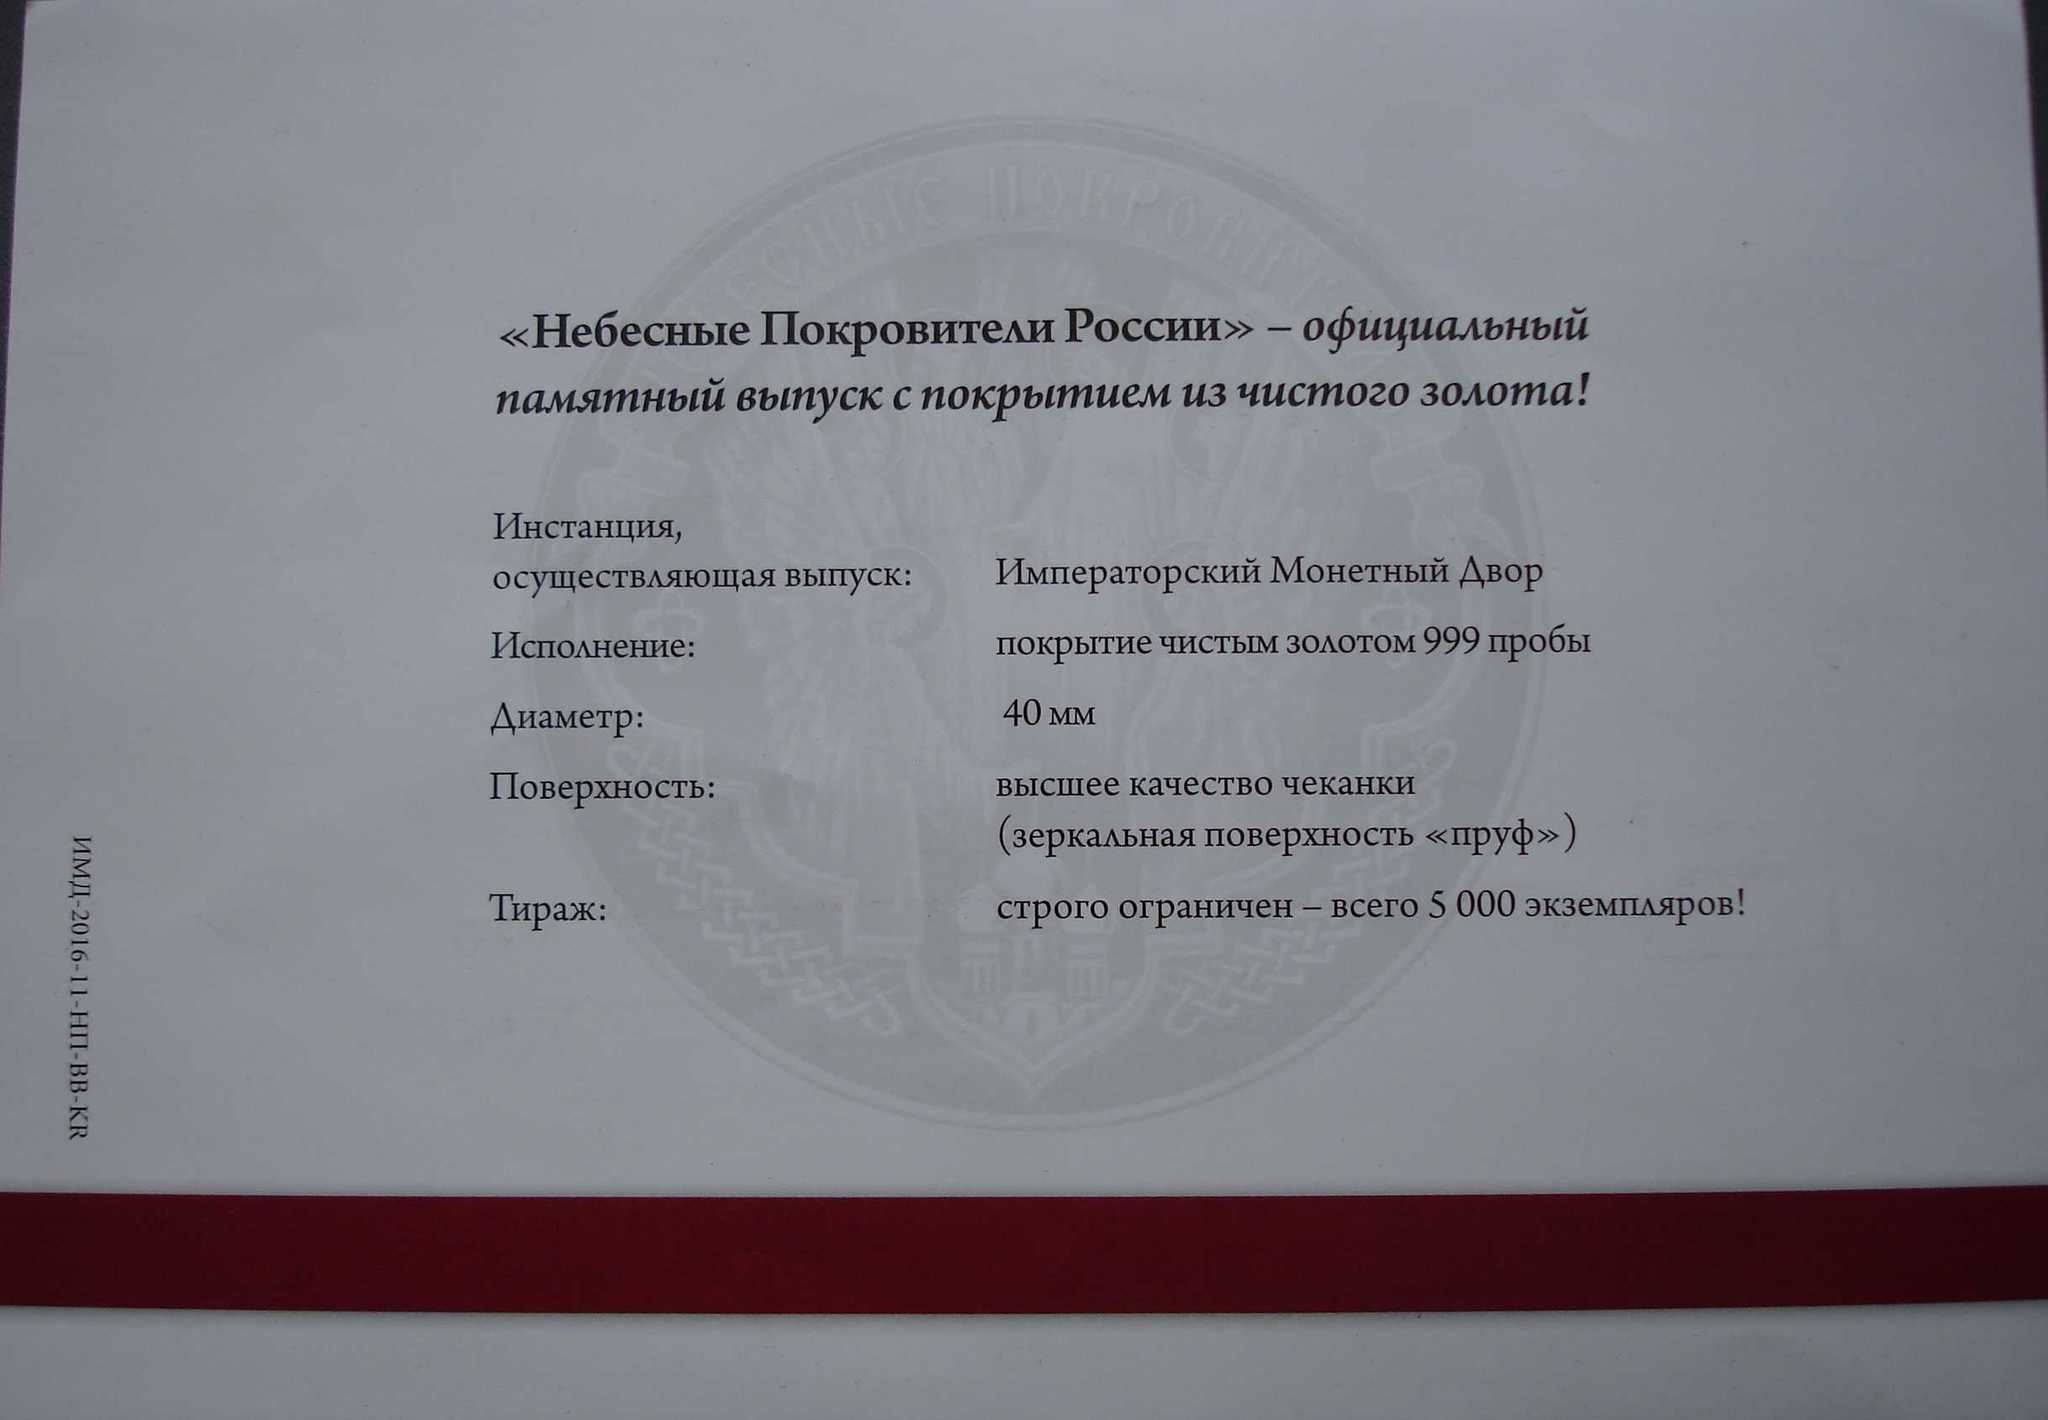 НЕБЕСНЫЕ ПОКРОВИТЕЛИ
«Небесные Покровители России» – официальный
памятный выпуск с покрытием из чистого золота!
Инстанция,
осуществляющая выпуск: Императорский Монетный Двор
Исполнение: покрытие чистым золотом 999 пробы
Диаметр: 40 мм
Поверхность: высшее качество чеканки
(зеркальная поверхность «пруф»)
Тираж: строго ограничен – всего 5 000 экземпляров!
ИМД-2016-11-НП-ВВ-KR